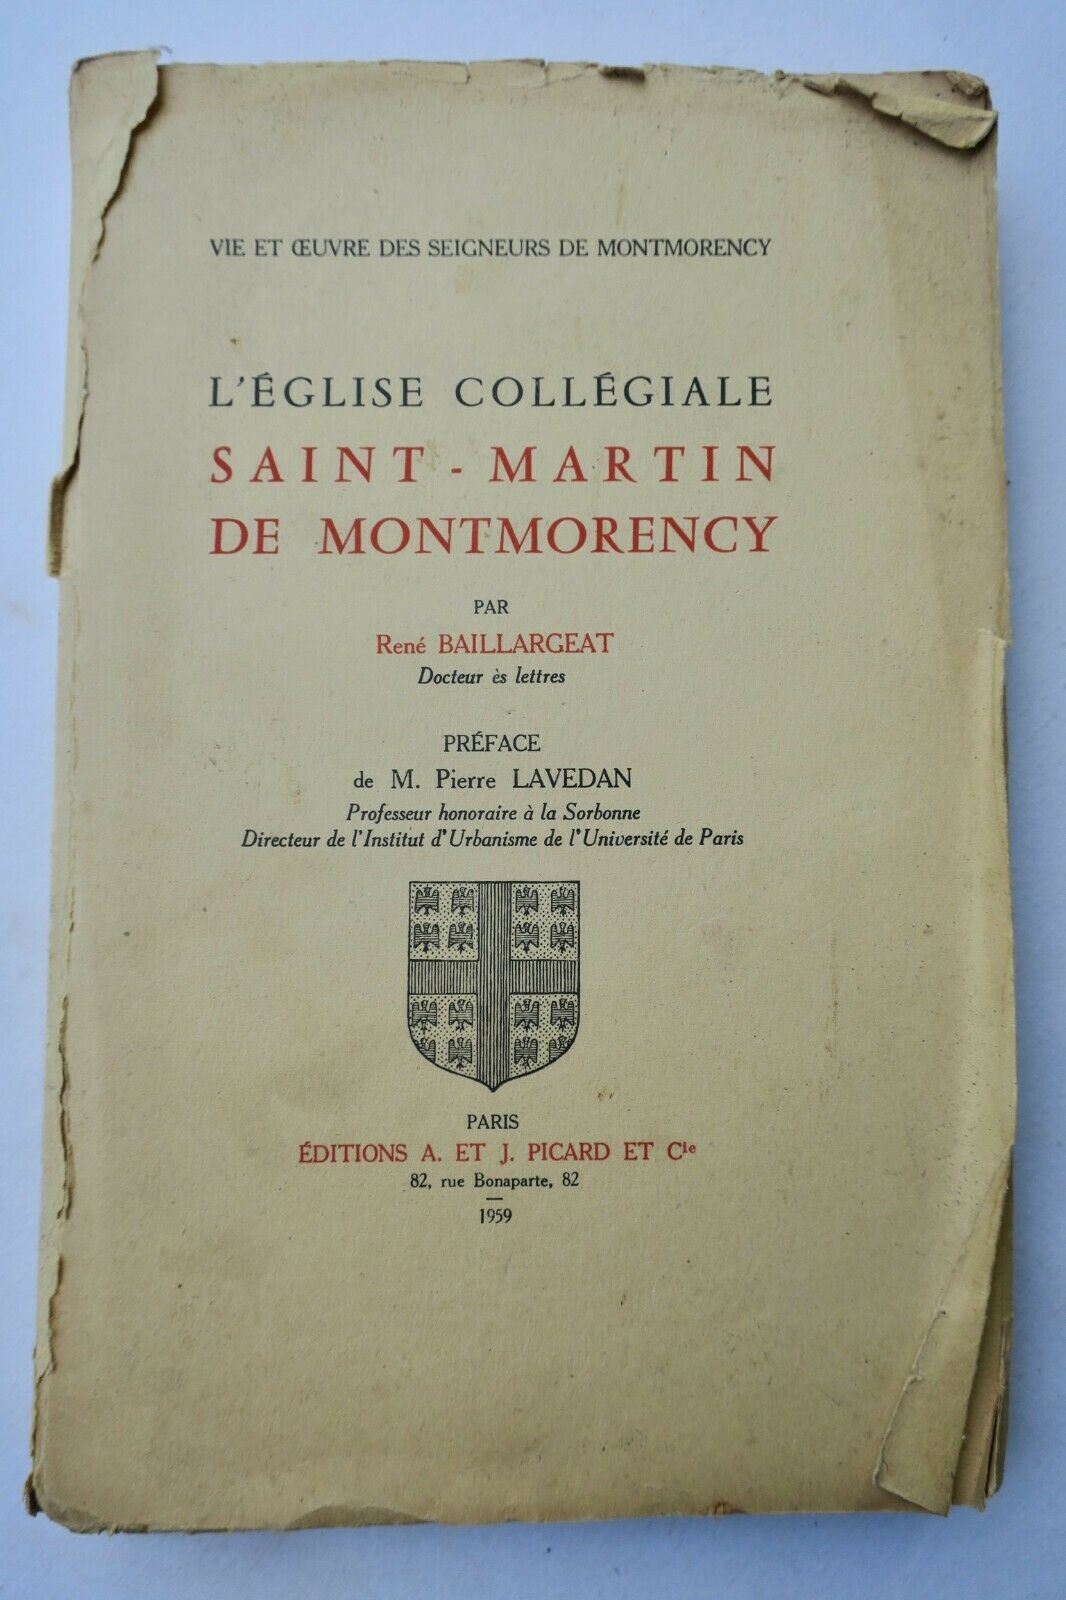 VIE ET ŒUVRE DES SEIGNEURS DE MONTMORENCY
L'ÉGLISE COLLÉGIALE
SAINT - MARTIN
DE MONTMORENCY
PAR
René BAILLARGEAT
Docteur ès lettres
PRÉFACE
de M. Pierre LAVEDAN
Professeur honoraire à la Sorbonne
Directeur de l'Institut d'Urbanisme de l'Université de Paris
PARIS
ÉDITIONS A. ET J. PICARD ET Cie
82, rue Bonaparte, 82
1959